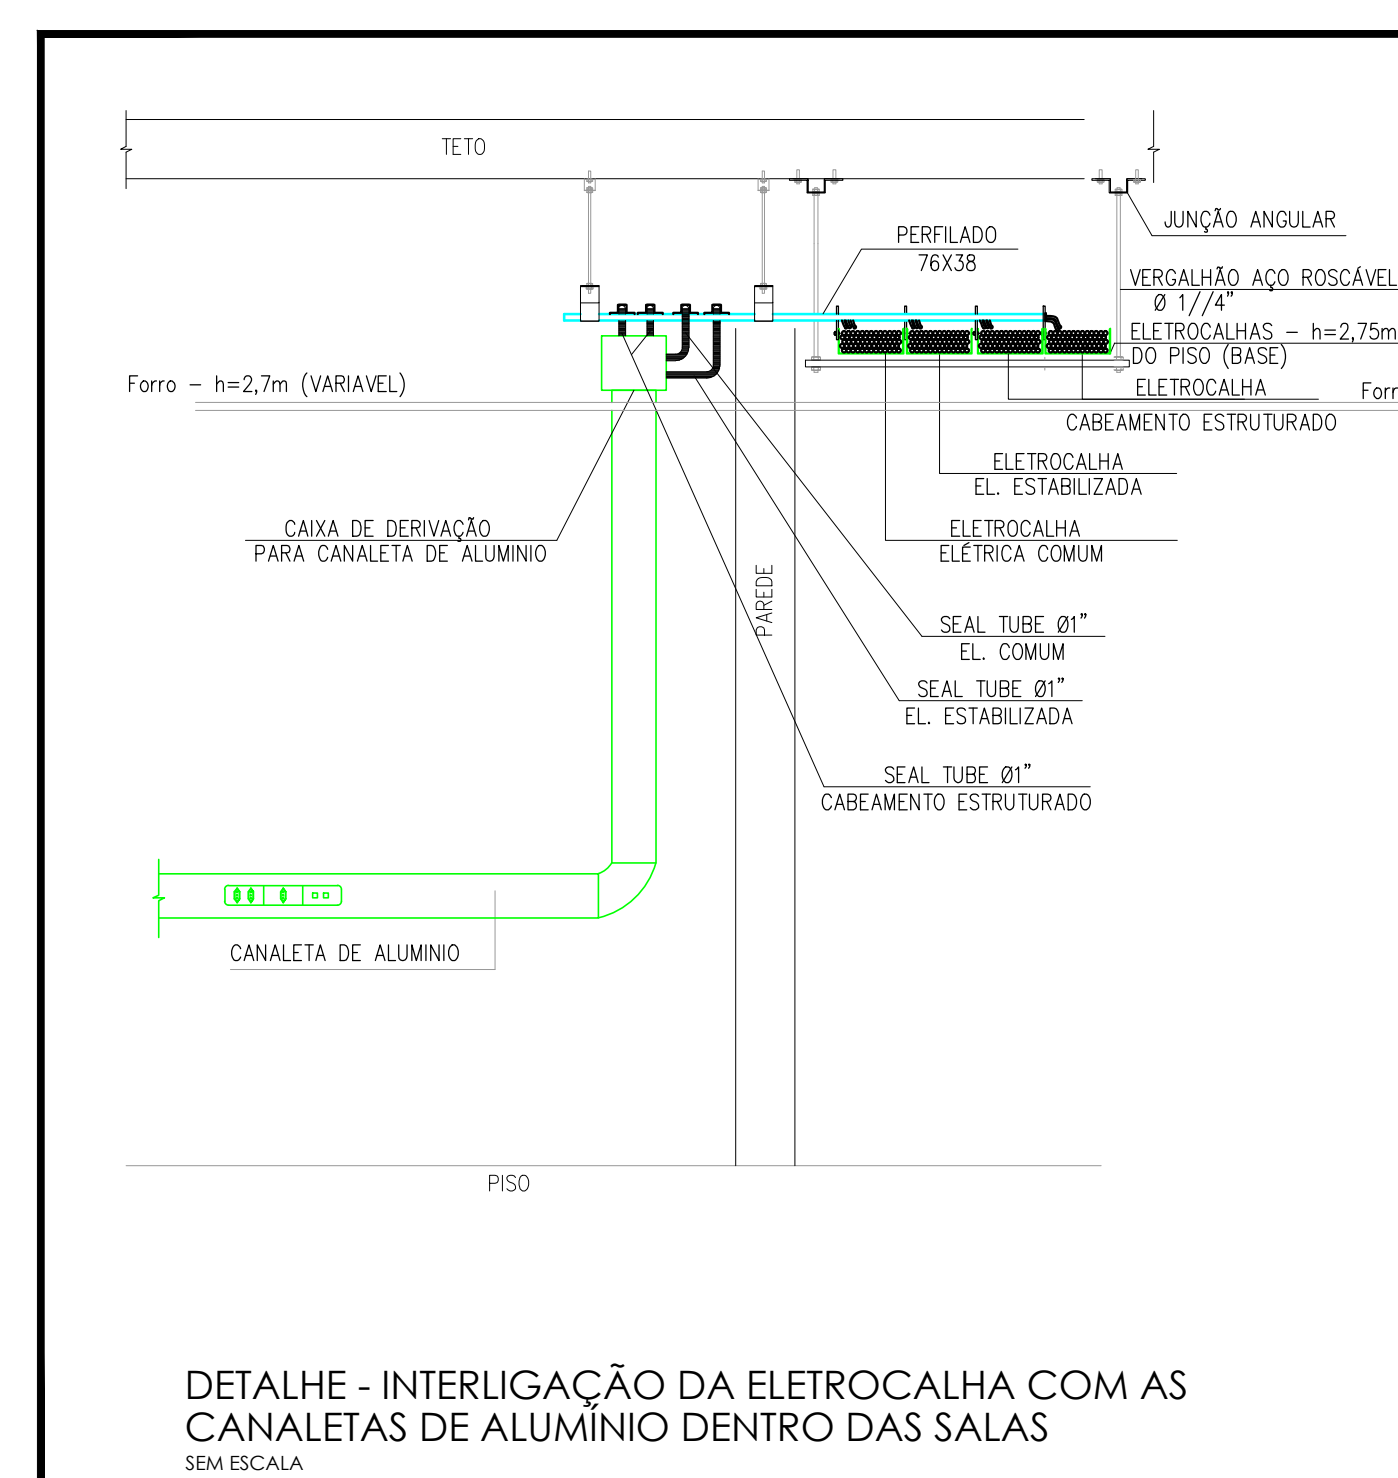 TETO
JUNÇÃO ANGULAR
PERFILADO
76X38
VERGALHÃO AÇO ROSCÁVEL
Ø 1//4"
ELETROCALHAS - h=2,75m
DO PISO (BASE)
Forro - h=2,7m (VARIAVEL)
ELETROCALHA
CABEAMENTO ESTRUTURADO
ELETROCALHA
EL. ESTABILIZADA
CAIXA DE DERIVAÇÃO
PARA CANALETA DE ALUMINIO
ELETROCALHA
ELÉTRICA COMUM
PAREDE
SEAL TUBE Ø1"
EL. COMUM
SEAL TUBE Ø1"
EL. ESTABILIZADA
SEAL TUBE Ø1"
CABEAMENTO ESTRUTURADO
CANALETA DE ALUMINIO
PISO
DETALHE - INTERLIGAÇÃO DA ELETROCALHA COM AS
CANALETAS DE ALUMÍNIO DENTRO DAS SALAS
SEM ESCALA